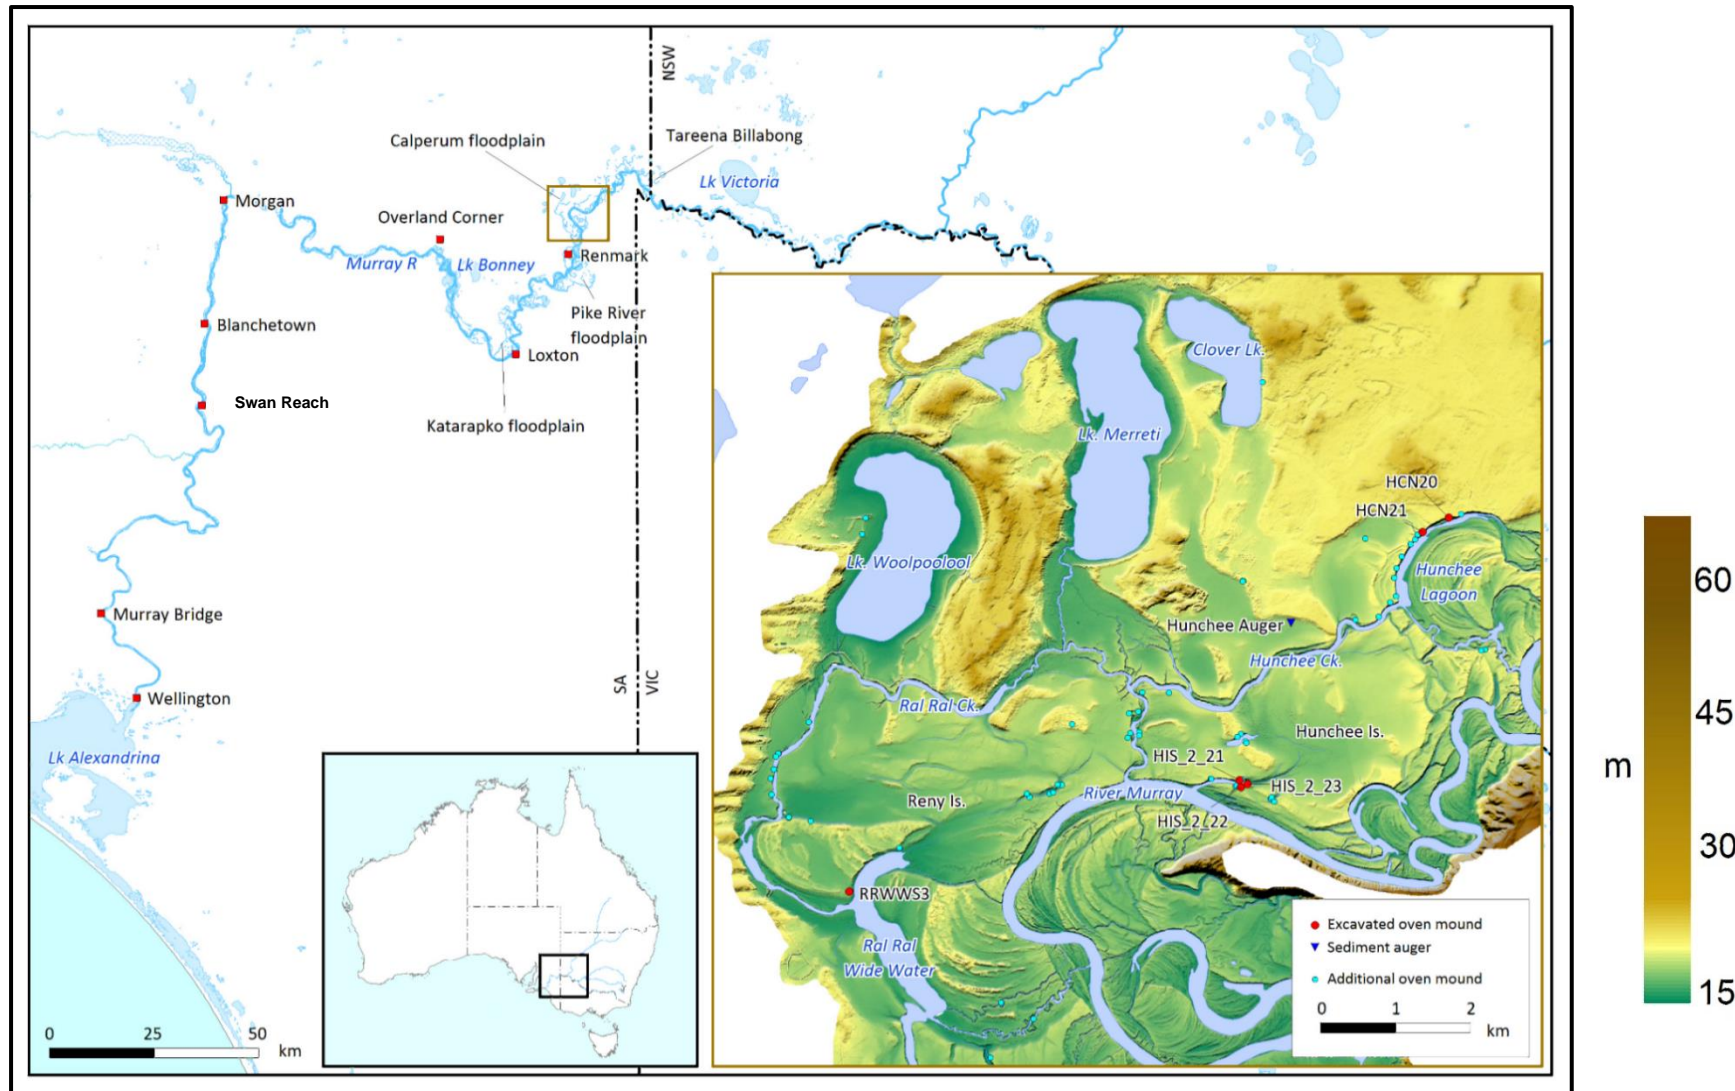 NSW
Calperum floodplain
Tareena Billabong
Lk Victoria
Morgan
Overland Corner
Murray R
Lk Bonney
Renmark
Pike River
floodplain
Blanchetown
Loxton
Swan Reach
Katarapko floodplain
Murray Bridge
SA
VIC
Wellington
Lk Alexandrina
0
25
50
km
Clover Lk.
Lk. Merreti
HCN20
HCN21
Lk. Woolpoolool
Hunchee
Lagoon
Hunchee Auger
Hunchee Ck.
Ral Ral Ck.
Hunchee Is.
HIS_2_21
River Murray
HIS_2_23
Reny Is.
HIS_2_22
RRWWS3
Ral Ral
Wide Water
Excavated oven mound
Sediment auger
Additional oven mound
0
1
2
km
m
60
45
30
15